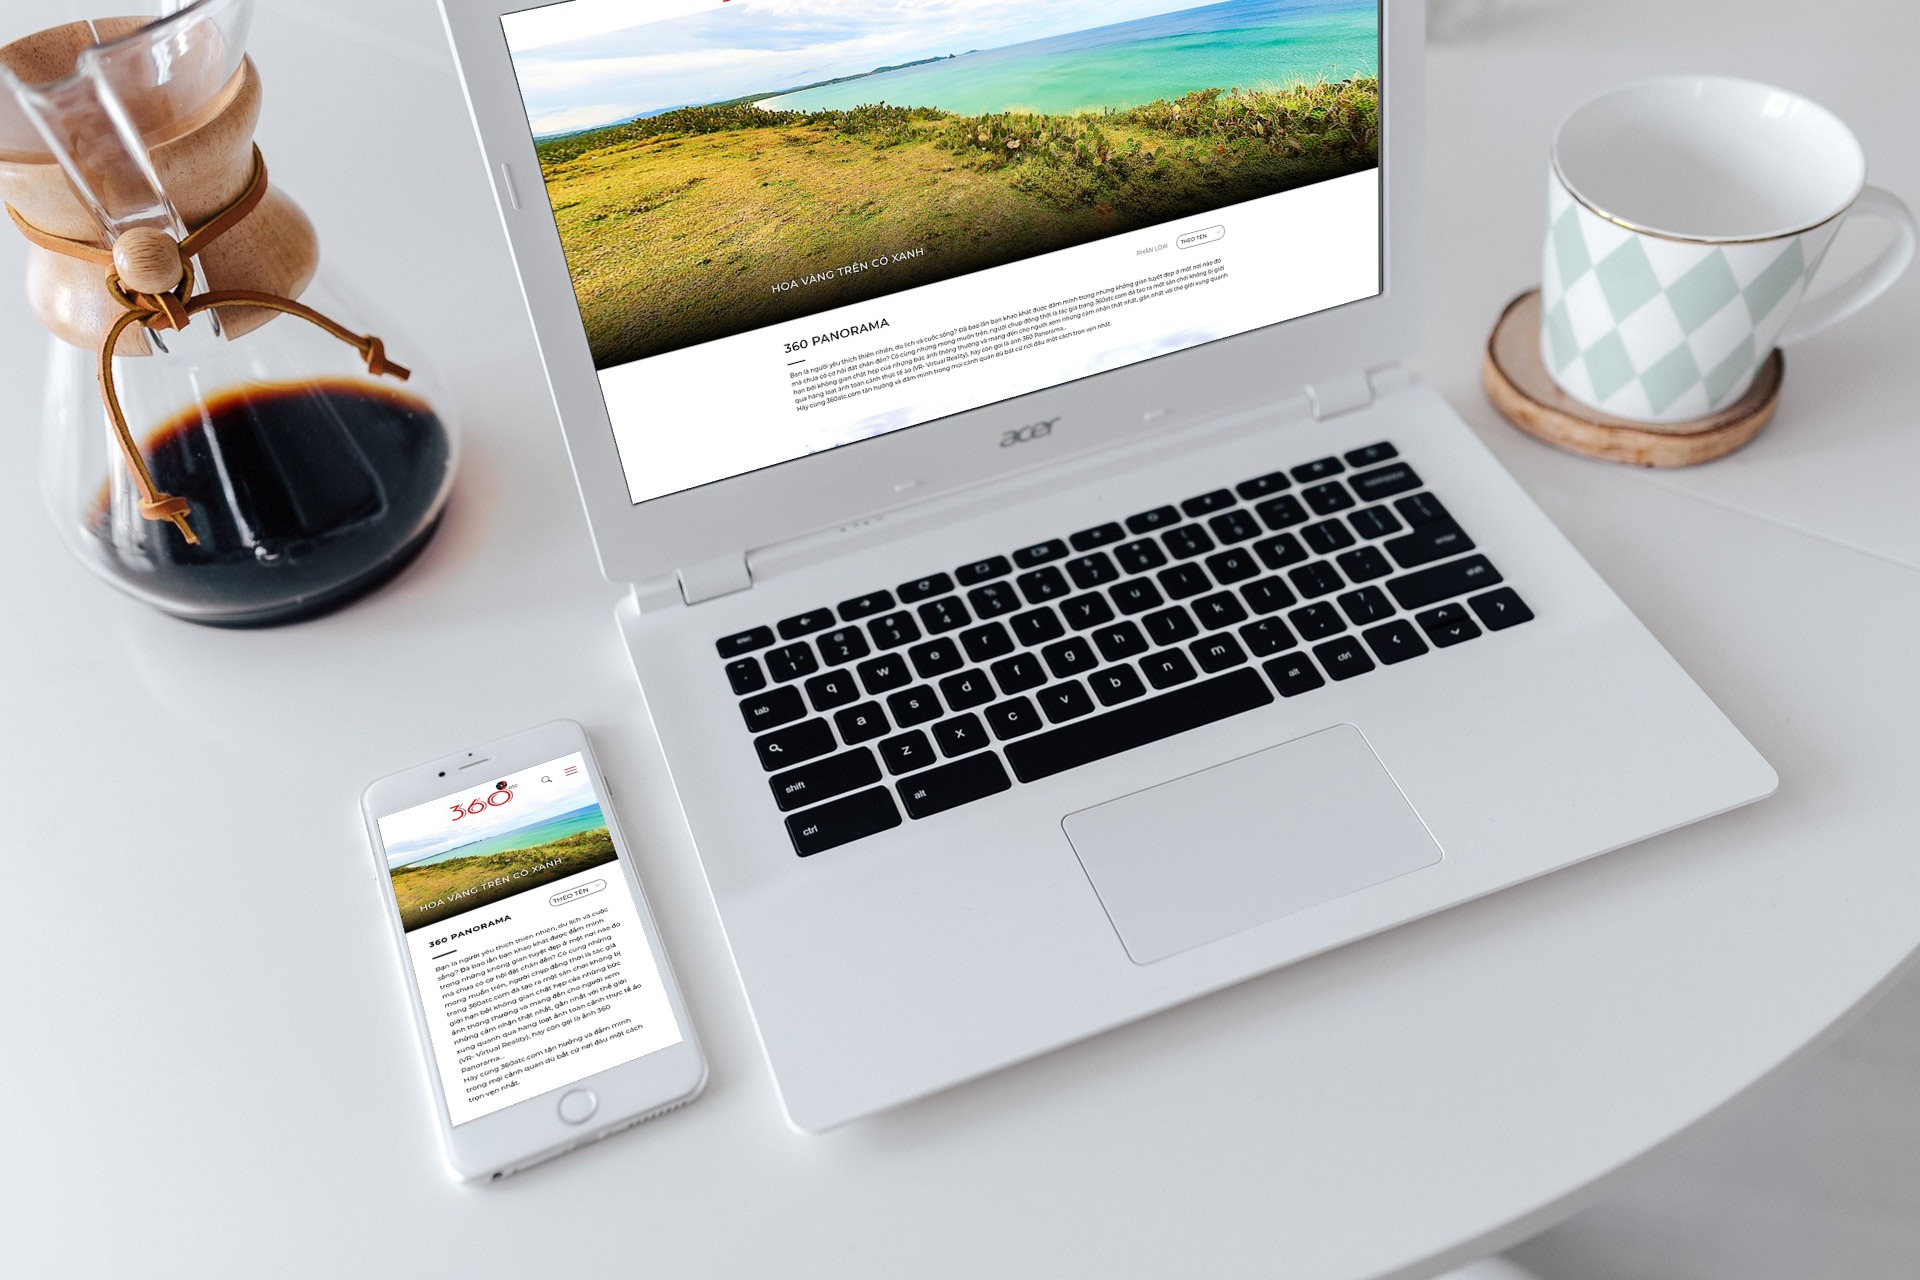 HOA VÀNG TRÊN CỎ XANH
PHÂN LOẠI
THEO TÊN
360 PANORAMA
Bạn là người yêu thích thiên nhiên, du lịch và cuộc sống? Đã bao lần bạn khao khát được đắm mình trong những không gian tuyệt đẹp ở một nơi nào đó
mà chưa có cơ hội đặt chân đến? Có cùng những mong muốn trên, người chụp đồng thời là tác giả trang 360atc.com đã tạo ra một sân chơi không bị giới
hạn bởi không gian chật hẹp của những bức ảnh thông thường và mang đến cho người xem những cảm nhận thật nhất, gần nhất với thế giới xung quanh
qua hàng loạt ảnh toàn cảnh thực tế ảo (VR- Virtual Reality), hay còn gọi là ảnh 360 Panorama...
Hãy cùng 360atc.com tận hưởng và đắm mình trong mọi cảnh quan dù bất cứ nơi đâu một cách trọn vẹn nhất.
acer
esc
1
2
3
4
5
6
7
8
9
0
tab
q
w
e
r
t
y
u
i
o
p
enter
a
s
d
f
g
h
j
k
l
shift
z
x
c
v
b
n
m
shift
ctrl
alt
alt
ctrl
360 atc
HOA VÀNG TRÊN CỎ XANH
THEO TÊN
360 PANORAMA
Bạn là người yêu thích thiên nhiên, du lịch và cuộc
sống? Đã bao lần bạn khao khát được đắm mình
trong những không gian tuyệt đẹp ở một nơi nào đó
mà chưa có cơ hội đặt chân đến? Có cùng những
mong muốn trên, người chụp đồng thời là tác giả
trang 360atc.com đã tạo ra một sân chơi không bị
giới hạn bởi không gian chật hẹp của những bức
ảnh thông thường và mang đến cho người xem
những cảm nhận thật nhất, gần nhất với thế giới
xung quanh qua hàng loạt ảnh toàn cảnh thực tế ảo
(VR- Virtual Reality), hay còn gọi là ảnh 360
Panorama...
Hãy cùng 360atc.com tận hưởng và đắm mình
trong mọi cảnh quan dù bất cứ nơi đâu một cách
trọn vẹn nhất.